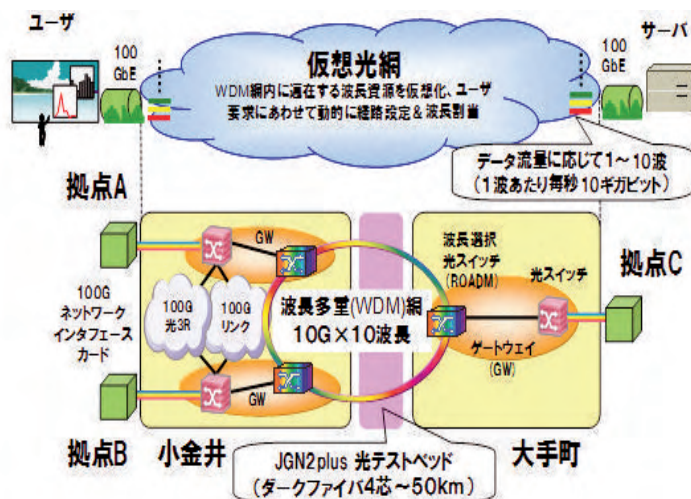 ユーザ
100
GbE
仮想光網
WDM網内に遍在する波長資源を仮想化、ユーザ
要求にあわせて動的に経路設定＆波長割当
100
GbE
サーバ
データ流量に応じて1～10波
(1波あたり毎秒10ギガビット)
拠点A
100G
ネットワーク
インタフェース
カード
拠点B
GW
100G
光3R
100G
リンク
GW
小金井
波長多重(WDM)網
10G×10波長
波長選択
光スイッチ
(ROADM)
光スイッチ
ゲートウェイ
(GW)
拠点C
大手町
JGN2plus 光テストベッド
(ダークファイバ4芯～50km)